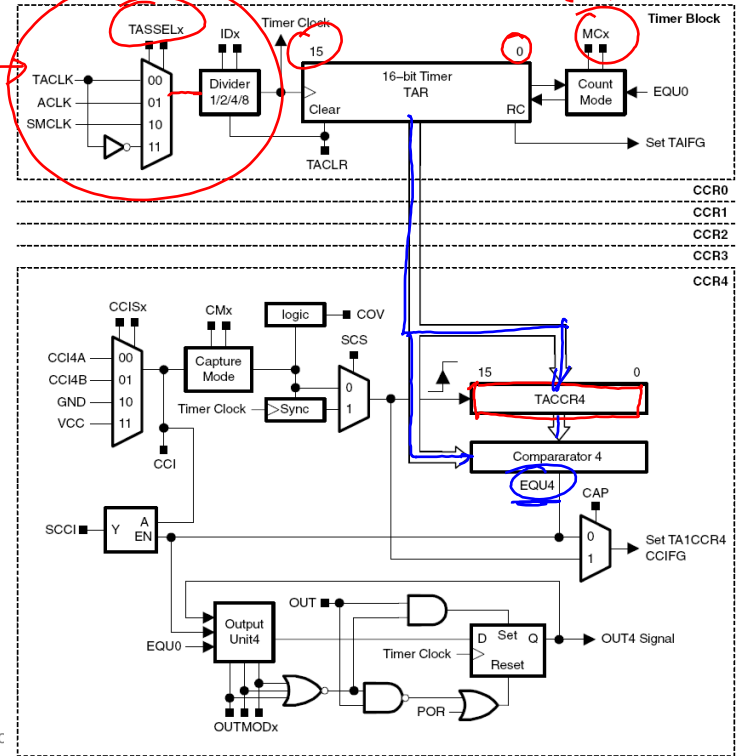 Timer Clock
Timer Block
TASSELx
IDx
15
0
MCx
TACLK
ACLK
SMCLK
00
01
10
11
Divider
1/2/4/8
16–bit Timer
TAR
Clear
RC
Count
Mode
EQU0
Set TAIFG
TACLR
CCR0
CCR1
CCR2
CCR3
CCR4
CCISx
CMx
logic
COV
SCS
CCI4A
CCI4B
GND
VCC
00
01
10
11
Capture
Mode
Timer Clock
Sync
0
1
15
0
TACCR4
CCI
Compararator 4
EQU4
CAP
SCCI
Y
A
EN
0
1
Set TA1CCR4
CCIFG
OUT
Output
Unit4
EQU0
D
Set
Q
Timer Clock
Reset
OUT4 Signal
POR
OUTMODx